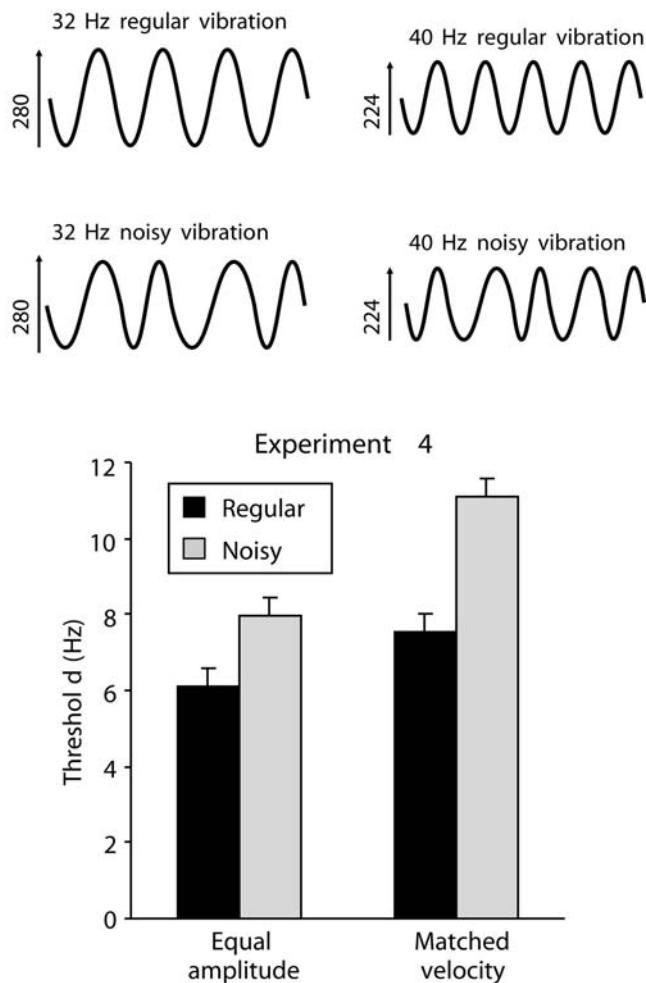 32 Hz regular vibration
40 Hz regular vibration
280
224
32 Hz noisy vibration
40 Hz noisy vibration
280
224
Experiment 4
12
10
8
6
4
2
0
Threshol d (Hz)
Regular
Noisy
Equal
amplitude
Matched
velocity